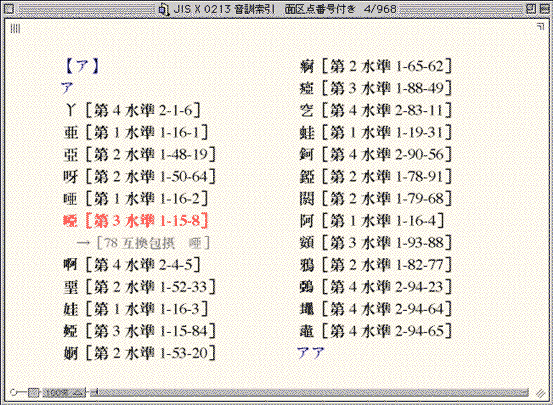 JIS X 0213 音訓索引　面区点番号付き　4/968
【ア】
ア
丫［第 4 水準 2-1-6］
亜［第 1 水準 1-16-1］
亞［第 2 水準 1-48-19］
呀［第 2 水準 1-50-64］
唖［第 1 水準 1-16-2］
啞［第 3 水準 1-15-8］
→［78 互換包摂　唖］
啊［第 4 水準 2-4-5］
堊［第 2 水準 1-52-33］
娃［第 1 水準 1-16-3］
婭［第 3 水準 1-15-84］
婀［第 2 水準 1-53-20］
痾［第 2 水準 1-65-62］
瘂［第 3 水準 1-88-49］
穵［第 4 水準 2-83-11］
蛙［第 1 水準 1-19-31］
鈳［第 4 水準 2-90-56］
錏［第 2 水準 1-78-91］
閼［第 2 水準 1-79-68］
阿［第 1 水準 1-16-4］
頞［第 3 水準 1-93-88］
鴉［第 2 水準 1-82-77］
鵶［第 4 水準 2-94-23］
䵷［第 4 水準 2-94-64］
鼃［第 4 水準 2-94-65］
アア
100%